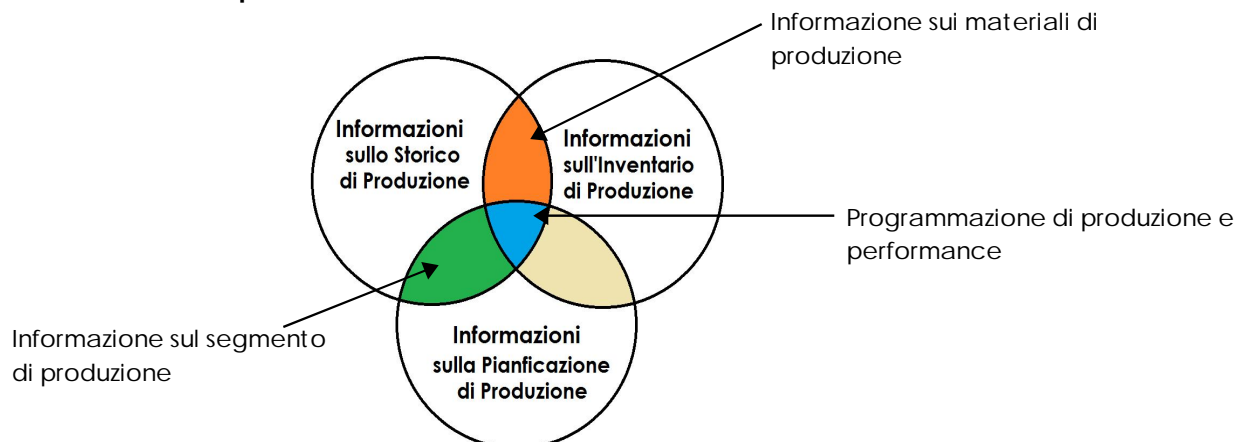 Informazione sui materiali di
produzione
Informazioni
sullo Storico
di Produzione
Informazioni
sull'Inventario
di Produzione
Programmazione di produzione e
performance
Informazione sul segmento
di produzione
Informazioni
sulla Pianficazione
di Produzione